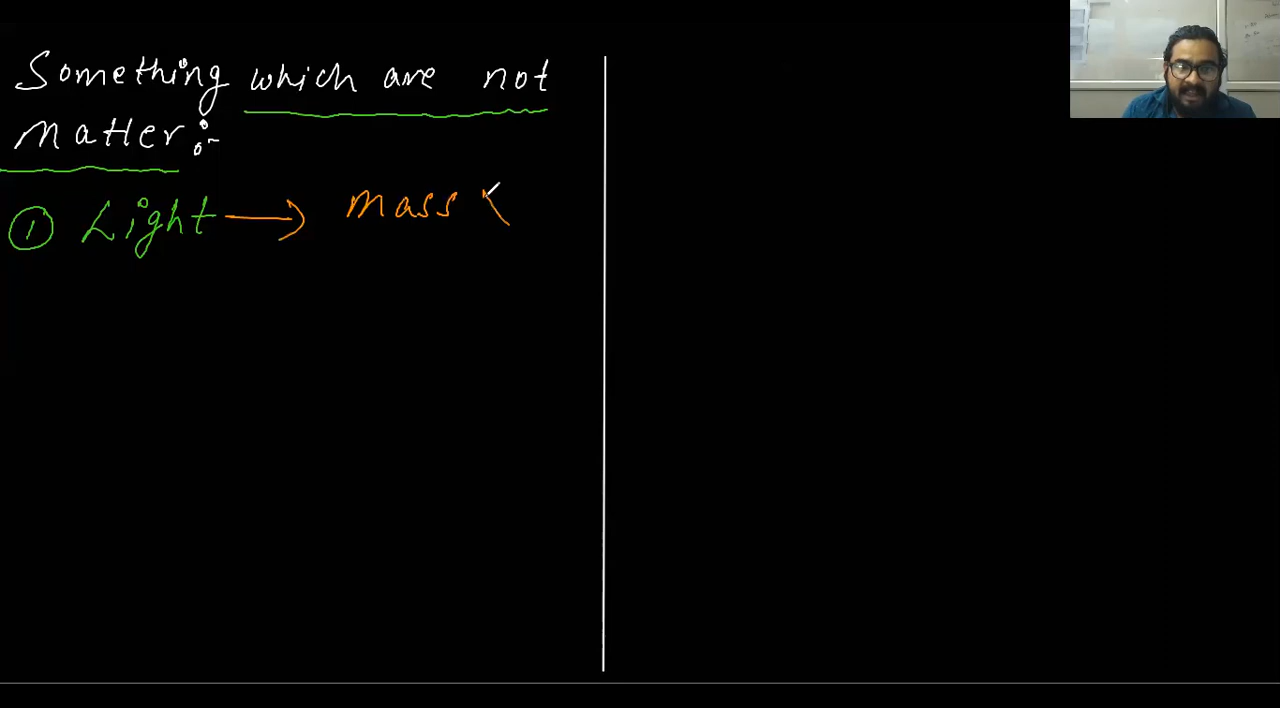 Something which are not
Matter :-
① Light → Mass